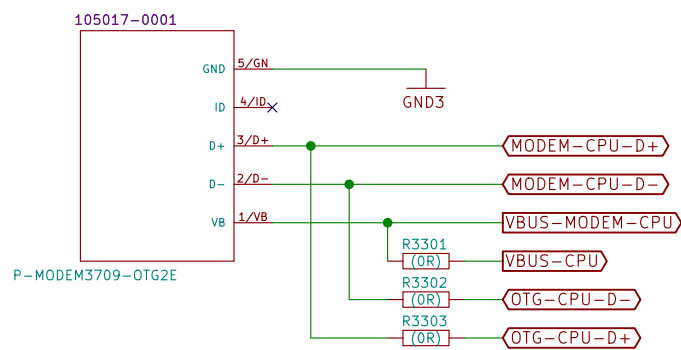 105017-0001
GND 5/GN
GND3
ID 4/ID
D+ 3/D+ MODEM-CPU-D+
D- 2/D- MODEM-CPU-D-
VB 1/VB VBUS-MODEM-CPU
R3301
(0R) VBUS-CPU
P-MODEM3709-OTG2E
R3302
(0R) OTG-CPU-D-
R3303
(0R) OTG-CPU-D+